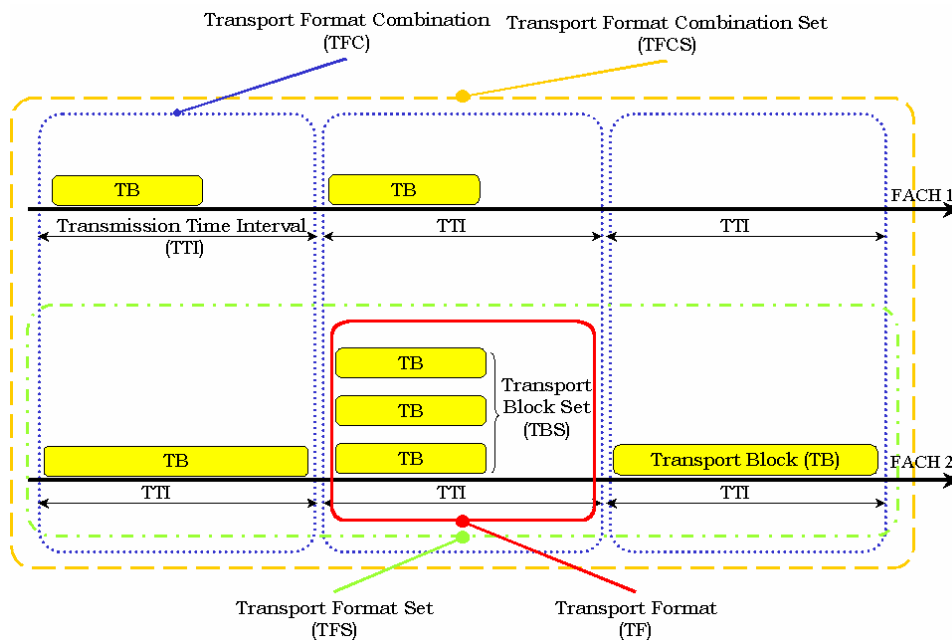 Transport Format Combination
(TFC)
Transport Format Combination Set
(TFCS)
TB
TB
FACH 1
Transmission Time Interval
(TTI)
TTI
TTI
TB
TB
TB
Transport
Block Set
(TBS)
TB
Transport Block (TB)
FACH 2
TTI
TTI
TTI
Transport Format Set
(TFS)
Transport Format
(TF)